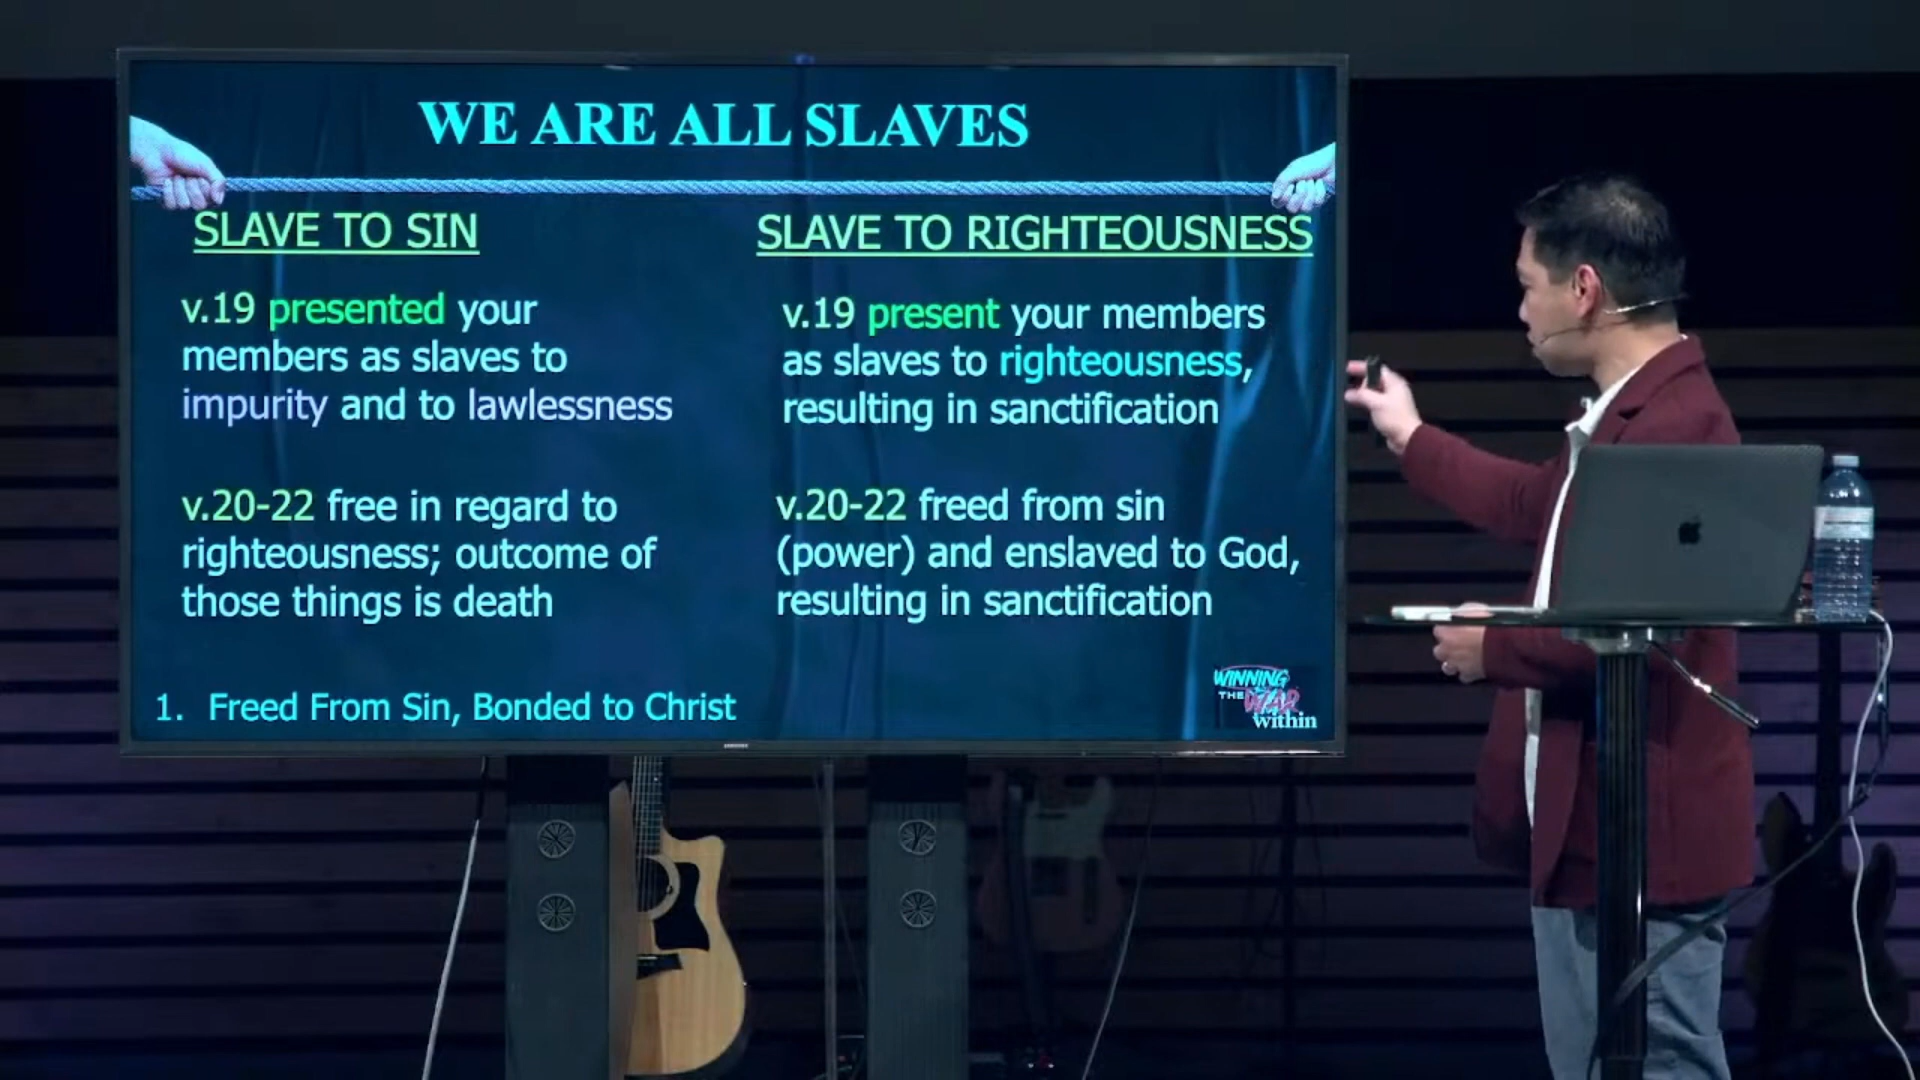 WE ARE ALL SLAVES
SLAVE TO SIN
v.19 presented your
members as slaves to
impurity and to lawlessness
v.20-22 free in regard to
righteousness; outcome of
those things is death
SLAVE TO RIGHTEOUSNESS
v.19 present your members
as slaves to righteousness,
resulting in sanctification
v.20-22 freed from sin
(power) and enslaved to God,
resulting in sanctification
1. Freed From Sin, Bonded to Christ
WINNING
THE WAR
within
SAMSUNG